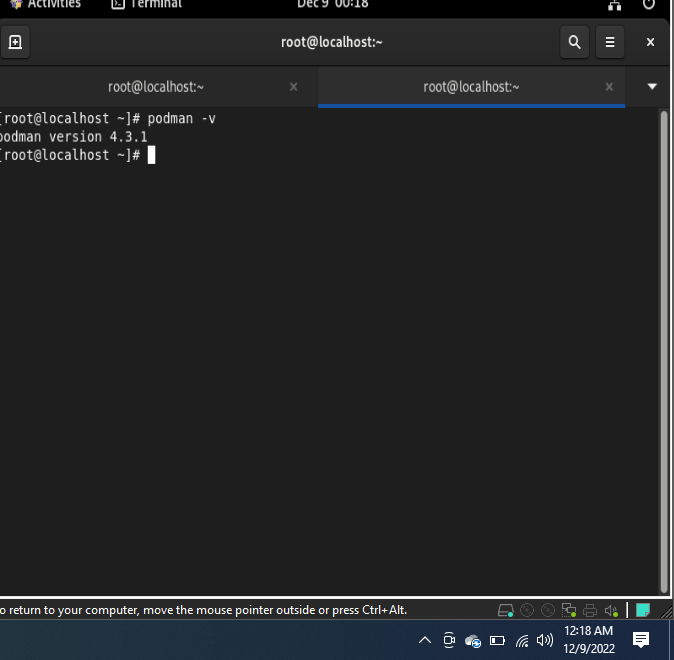 Activities Terminal Dec 9 00:18
root@localhost:~
root@localhost:~ × root@localhost:~ ×
[root@localhost ~]# podman -v
podman version 4.3.1
[root@localhost ~]#
o return to your computer, move the mouse pointer outside or press Ctrl+Alt.
12:18 AM
12/9/2022